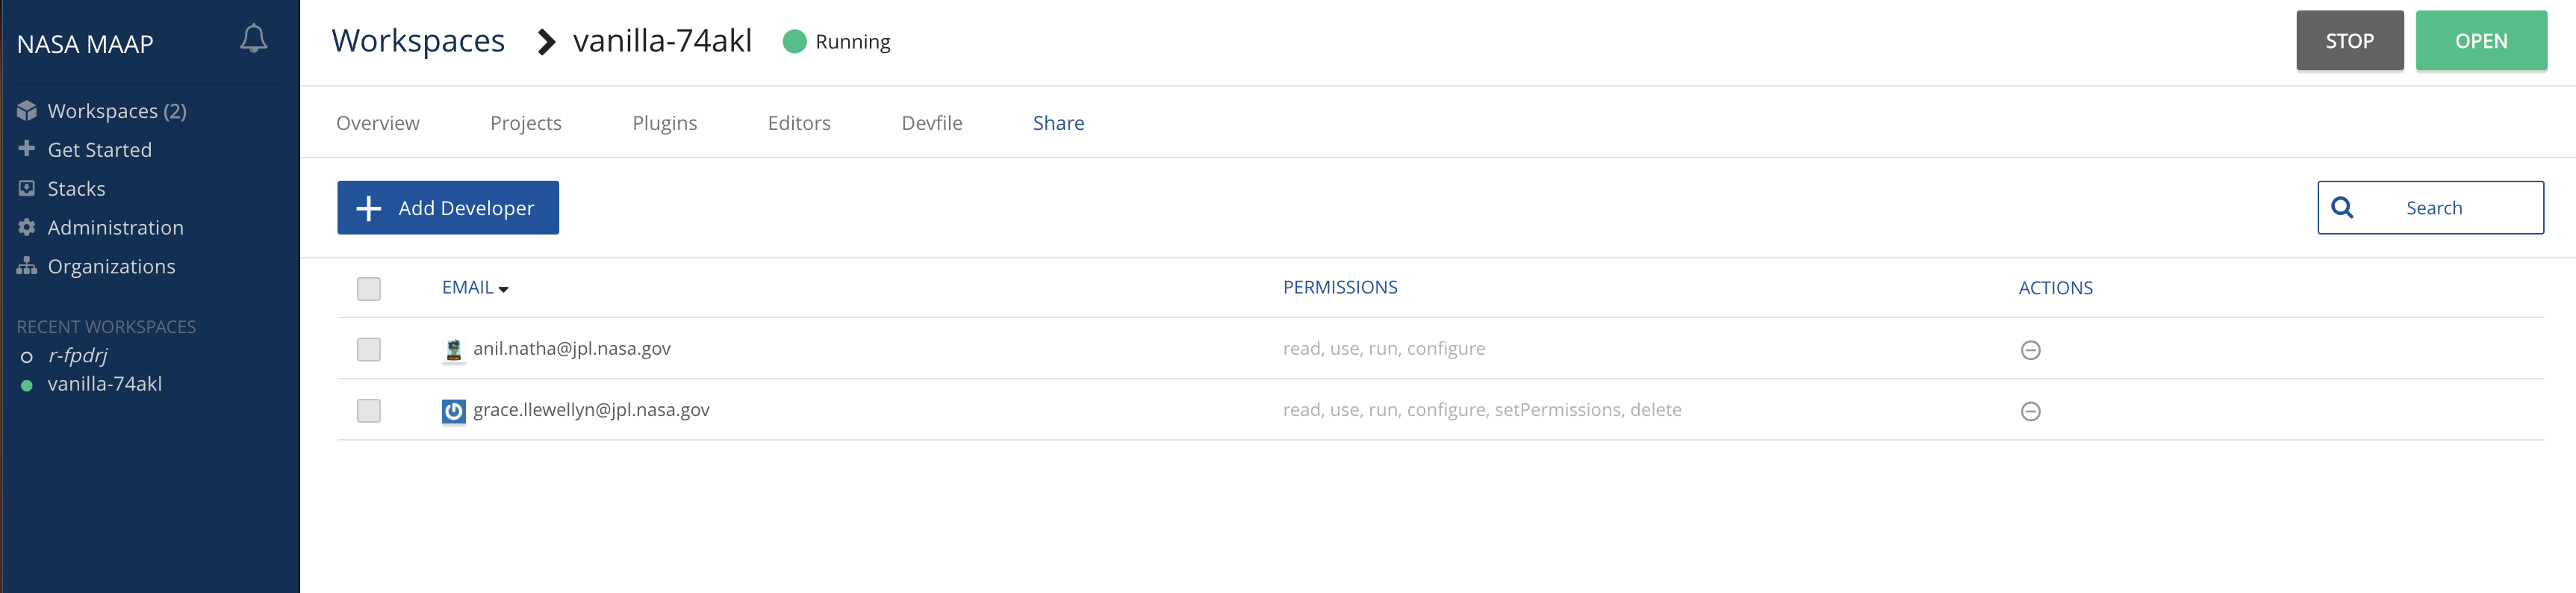 NASA MAAP
Workspaces (2)
Get Started
Stacks
Administration
Organizations
RECENT WORKSPACES
r-fpdrj
vanilla-74akl
Workspaces vanilla-74akl Running
STOP OPEN
Overview Projects Plugins Editors Devfile Share
Add Developer
Search
EMAIL PERMISSIONS ACTIONS
anil.natha@jpl.nasa.gov read, use, run, configure
grace.llewellyn@jpl.nasa.gov read, use, run, configure, setPermissions, delete